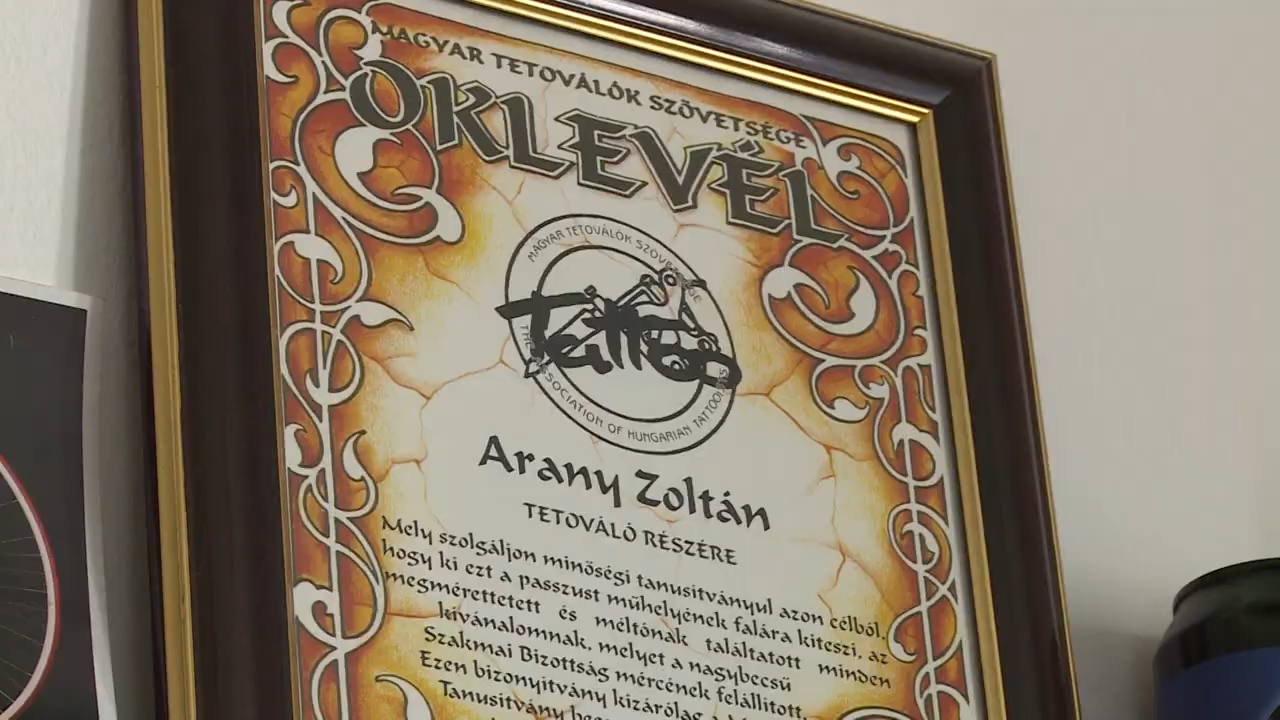 MAGYAR TETOVÁLÓK SZÖVETSÉGE
OKLEVÉL
MAGYAR TETOVÁLÓK SZÖVETSÉGE
Tattoo
THE ASSOCIATION OF HUNGARIAN TATTOOISTS
Arany Zoltán
TETOVÁLÓ RÉSZÉRE
Mely szolgáljon minőségi tanusítványul azon célból,
hogy ki ezt a passzust műhelyének falára kiteszi, az
megmérettetett és méltónak találtatott minden
kívánalomnak, melyet a nagybecsű
Szakmai Bizottság mércének felállított.
Ezen bizonyitvány kizárólag a
Tanusítvány